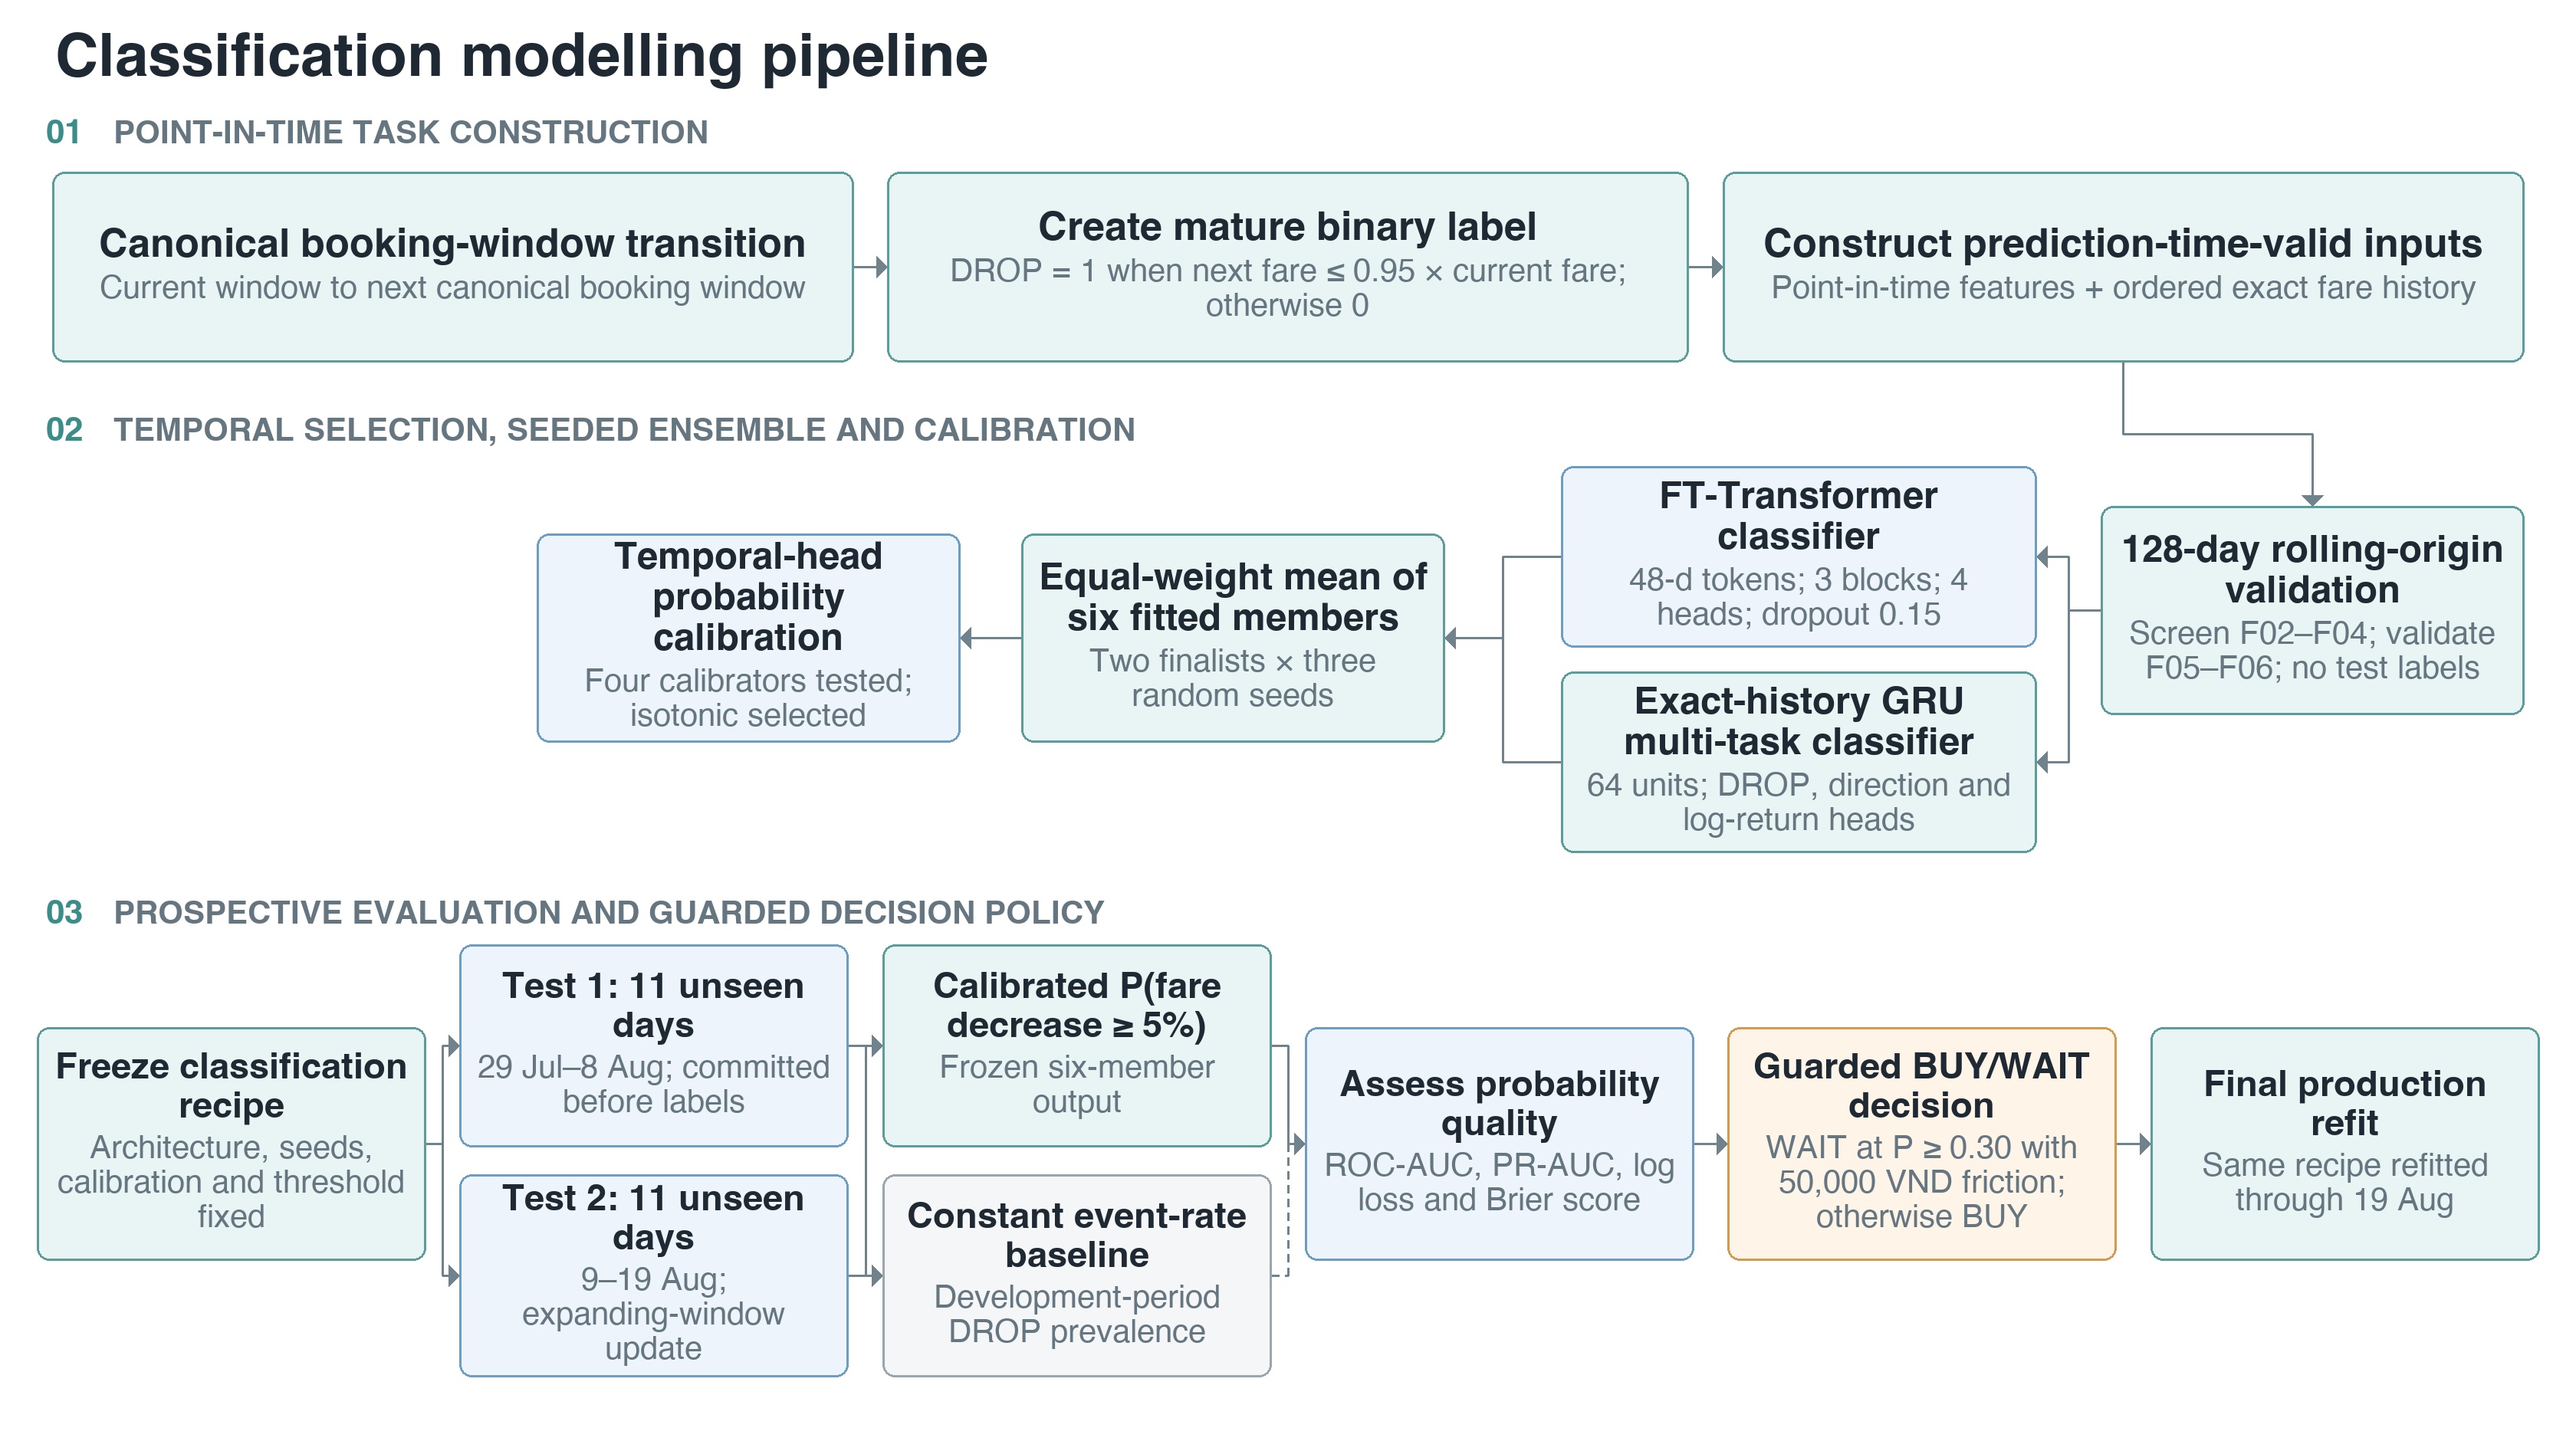 Classification modelling pipeline
01 POINT-IN-TIME TASK CONSTRUCTION
Canonical booking-window transition
Current window to next canonical booking window
Create mature binary label
DROP = 1 when next fare ≤ 0.95 × current fare;
otherwise 0
Construct prediction-time-valid inputs
Point-in-time features + ordered exact fare history
02 TEMPORAL SELECTION, SEEDED ENSEMBLE AND CALIBRATION
Temporal-head
probability
calibration
Four calibrators tested;
isotonic selected
Equal-weight mean of
six fitted members
Two finalists × three
random seeds
FT-Transformer
classifier
48-d tokens; 3 blocks; 4
heads; dropout 0.15
Exact-history GRU
multi-task classifier
64 units; DROP, direction and
log-return heads
128-day rolling-origin
validation
Screen F02–F04; validate
F05–F06; no test labels
03 PROSPECTIVE EVALUATION AND GUARDED DECISION POLICY
Freeze classification
recipe
Architecture, seeds,
calibration and threshold
fixed
Test 1: 11 unseen
days
29 Jul–8 Aug; committed
before labels
Test 2: 11 unseen
days
9–19 Aug;
expanding-window
update
Calibrated P(fare
decrease ≥ 5%)
Frozen six-member
output
Constant event-rate
baseline
Development-period
DROP prevalence
Assess probability
quality
ROC-AUC, PR-AUC, log
loss and Brier score
Guarded BUY/WAIT
decision
WAIT at P ≥ 0.30 with
50,000 VND friction;
otherwise BUY
Final production
refit
Same recipe refitted
through 19 Aug